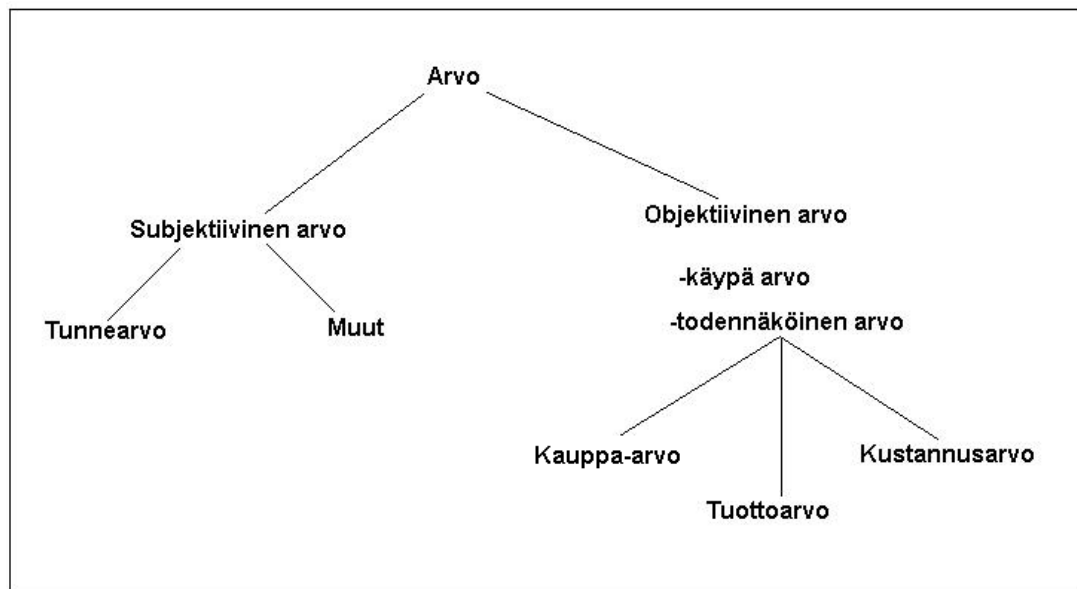 Arvo
Subjektiivinen arvo
Objektiivinen arvo
-käypä arvo
-todennäköinen arvo
Tunnearvo
Muut
Kauppa-arvo
Kustannusarvo
Tuottoarvo